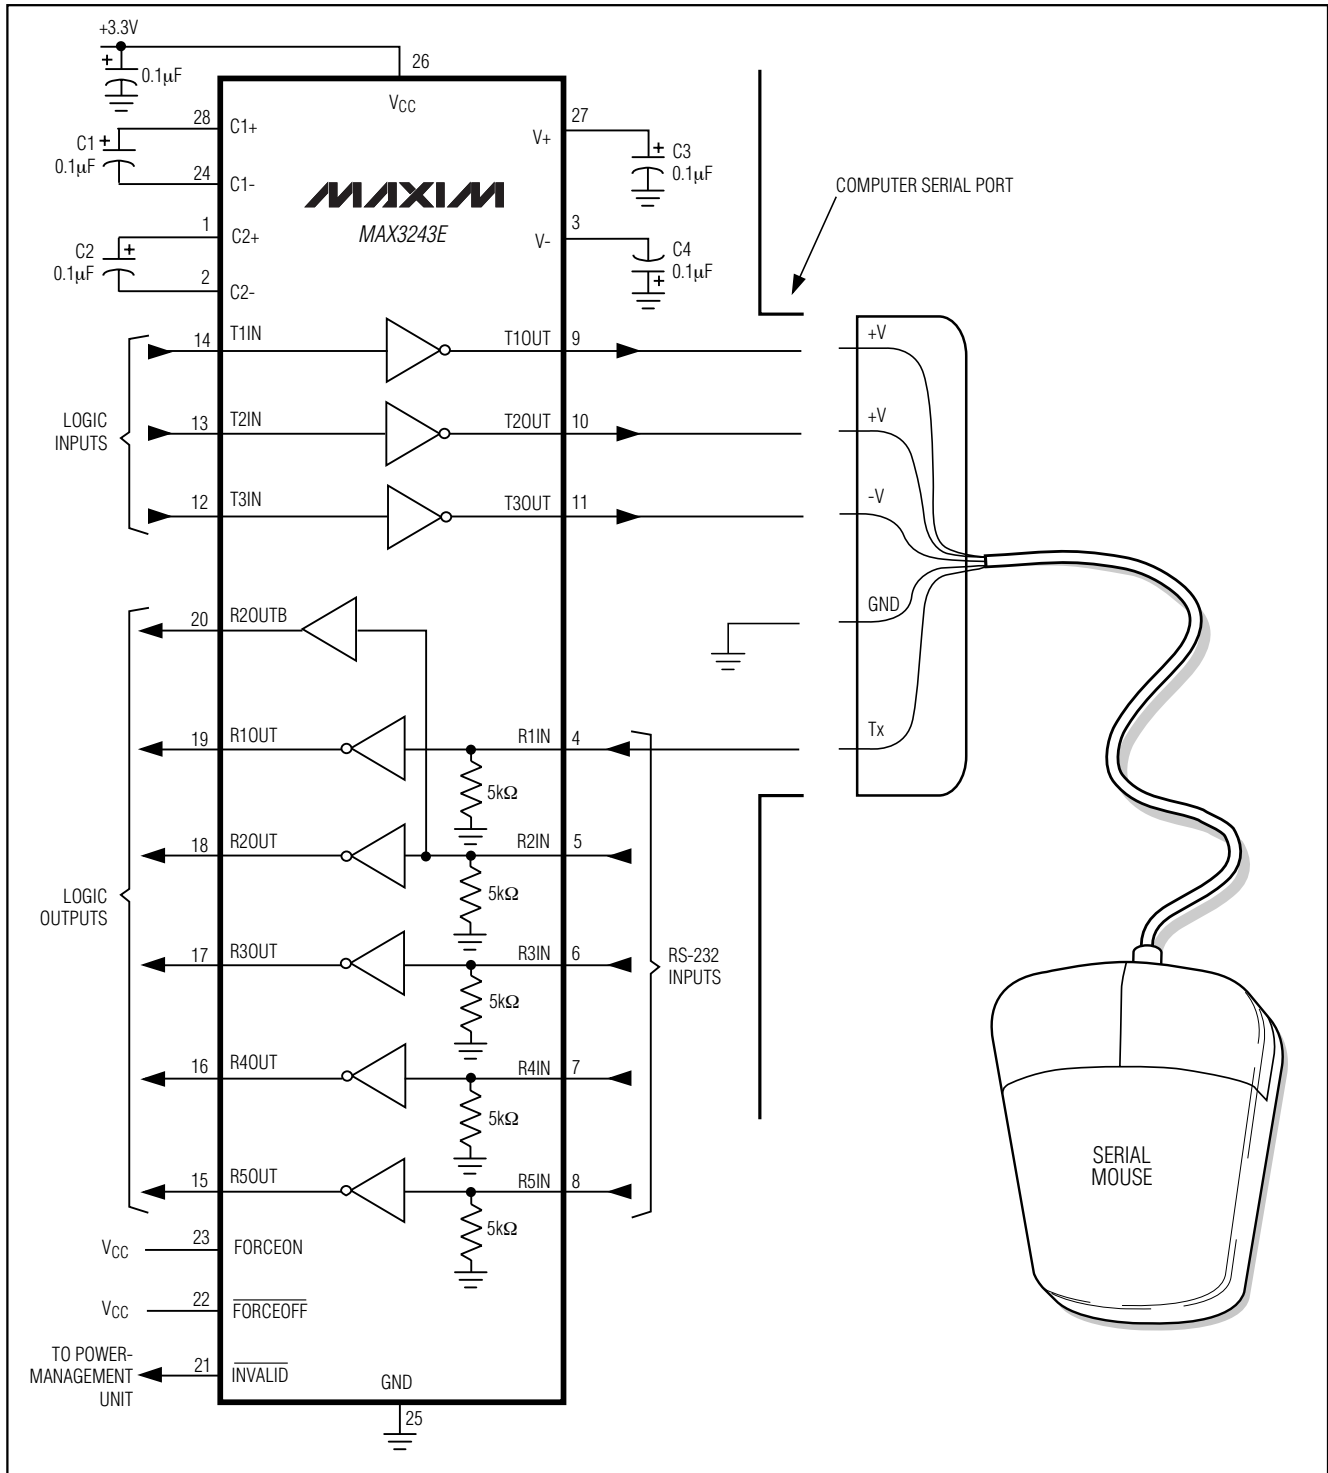 +3.3V
0.1µF
26
VCC
28
C1+
C1
0.1µF
24
C1-
27
V+
C3
0.1µF
MAXIM
MAX3243E
1
C2+
C2
0.1µF
2
C2-
3
V-
C4
0.1µF
COMPUTER SERIAL PORT
LOGIC
INPUTS
14
T1IN
T1OUT
9
+V
13
T2IN
T2OUT
10
+V
12
T3IN
T3OUT
11
-V
20
R2OUTB
GND
19
R1OUT
R1IN
4
Tx
5kΩ
18
R2OUT
R2IN
5
5kΩ
LOGIC
OUTPUTS
17
R3OUT
R3IN
6
5kΩ
RS-232
INPUTS
16
R4OUT
R4IN
7
5kΩ
15
R5OUT
R5IN
8
5kΩ
SERIAL
MOUSE
VCC
23
FORCEON
VCC
22
FORCEOFF
TO POWER-
MANAGEMENT
UNIT
21
INVALID
GND
25